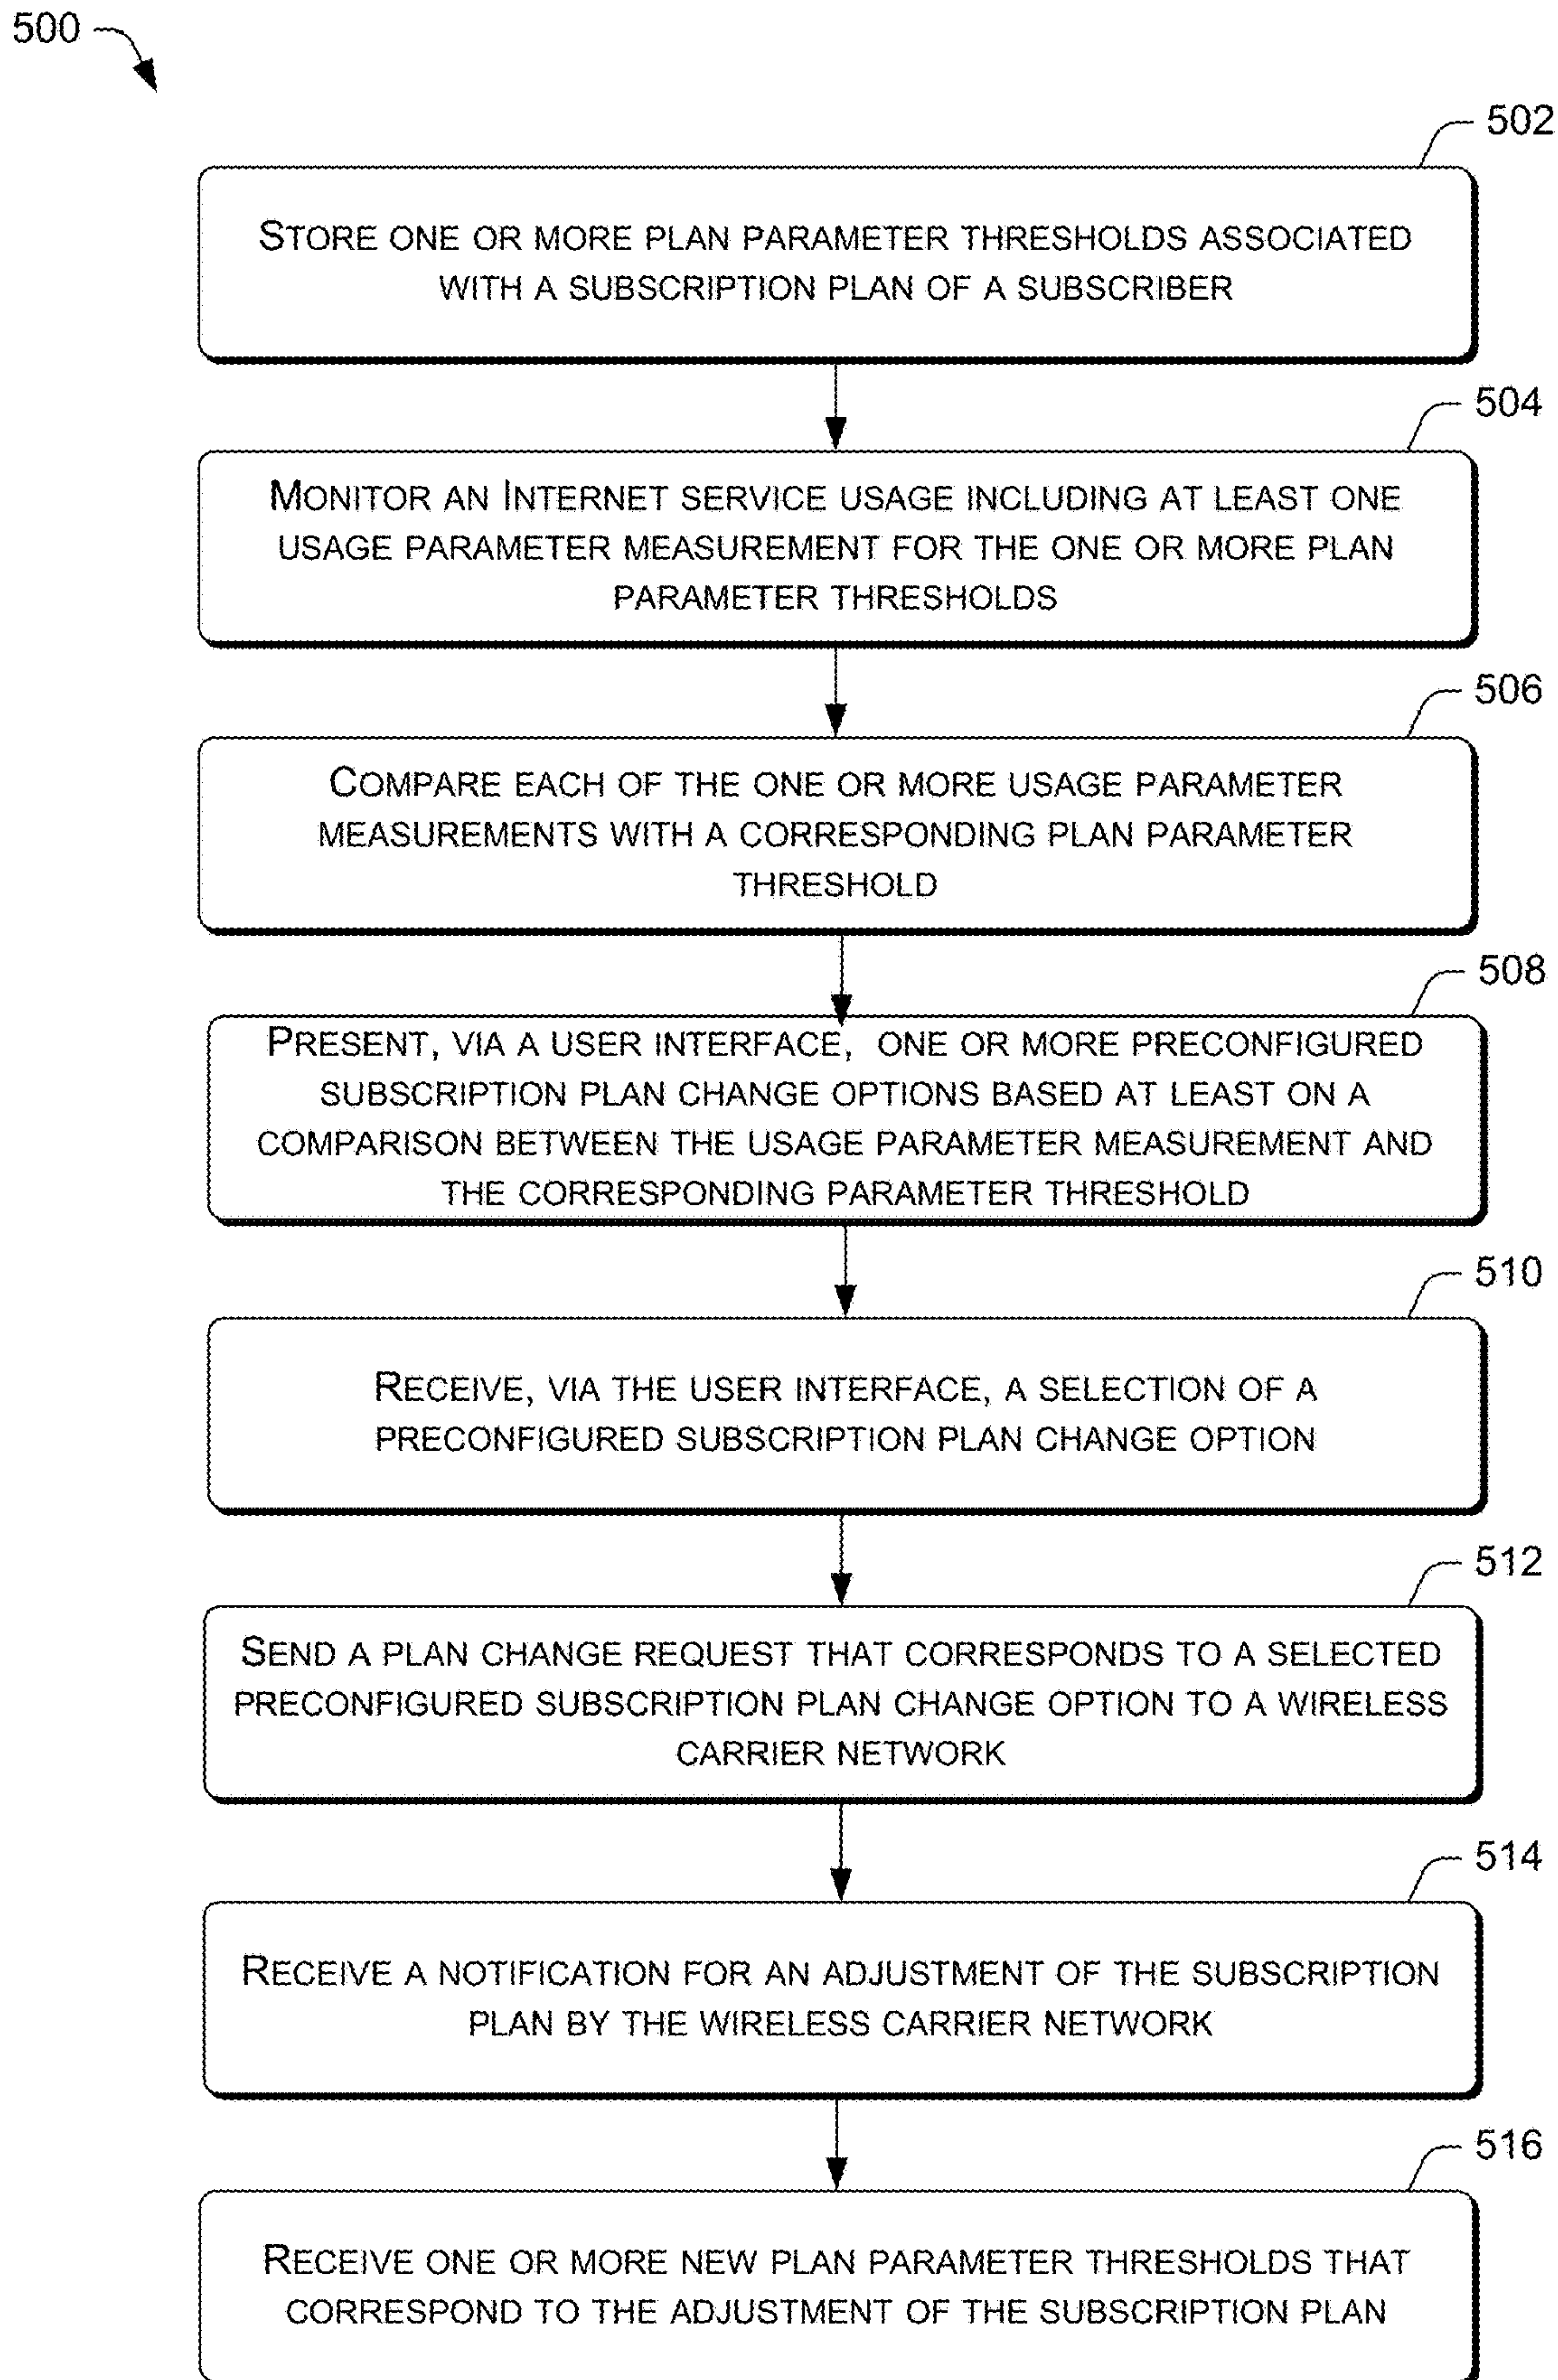 500
502
STORE ONE OR MORE PLAN PARAMETER THRESHOLDS ASSOCIATED
WITH A SUBSCRIPTION PLAN OF A SUBSCRIBER
504
MONITOR AN INTERNET SERVICE USAGE INCLUDING AT LEAST ONE
USAGE PARAMETER MEASUREMENT FOR THE ONE OR MORE PLAN
PARAMETER THRESHOLDS
506
COMPARE EACH OF THE ONE OR MORE USAGE PARAMETER
MEASUREMENTS WITH A CORRESPONDING PLAN PARAMETER
THRESHOLD
508
PRESENT, VIA A USER INTERFACE, ONE OR MORE PRECONFIGURED
SUBSCRIPTION PLAN CHANGE OPTIONS BASED AT LEAST ON A
COMPARISON BETWEEN THE USAGE PARAMETER MEASUREMENT AND
THE CORRESPONDING PARAMETER THRESHOLD
510
RECEIVE, VIA THE USER INTERFACE, A SELECTION OF A
PRECONFIGURED SUBSCRIPTION PLAN CHANGE OPTION
512
SEND A PLAN CHANGE REQUEST THAT CORRESPONDS TO A SELECTED
PRECONFIGURED SUBSCRIPTION PLAN CHANGE OPTION TO A WIRELESS
CARRIER NETWORK
514
RECEIVE A NOTIFICATION FOR AN ADJUSTMENT OF THE SUBSCRIPTION
PLAN BY THE WIRELESS CARRIER NETWORK
516
RECEIVE ONE OR MORE NEW PLAN PARAMETER THRESHOLDS THAT
CORRESPOND TO THE ADJUSTMENT OF THE SUBSCRIPTION PLAN